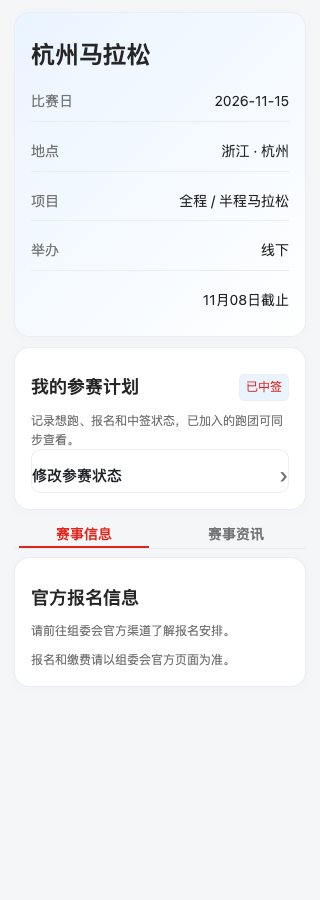 杭州马拉松
比赛日 2026-11-15
地点 浙江 · 杭州
项目 全程 / 半程马拉松
举办 线下
11月08日截止
我的参赛计划 已中签
记录想跑、报名和中签状态，已加入的跑团可同
步查看。
修改参赛状态 ›
赛事信息 赛事资讯
官方报名信息
请前往组委会官方渠道了解报名安排。
报名和缴费请以组委会官方页面为准。